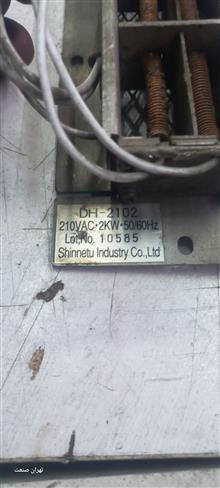 DH-2102
210VAC・2KW・50/60Hz
Lot,No, 10585
Shinnetu Industry Co.,Ltd
تهران صنعت